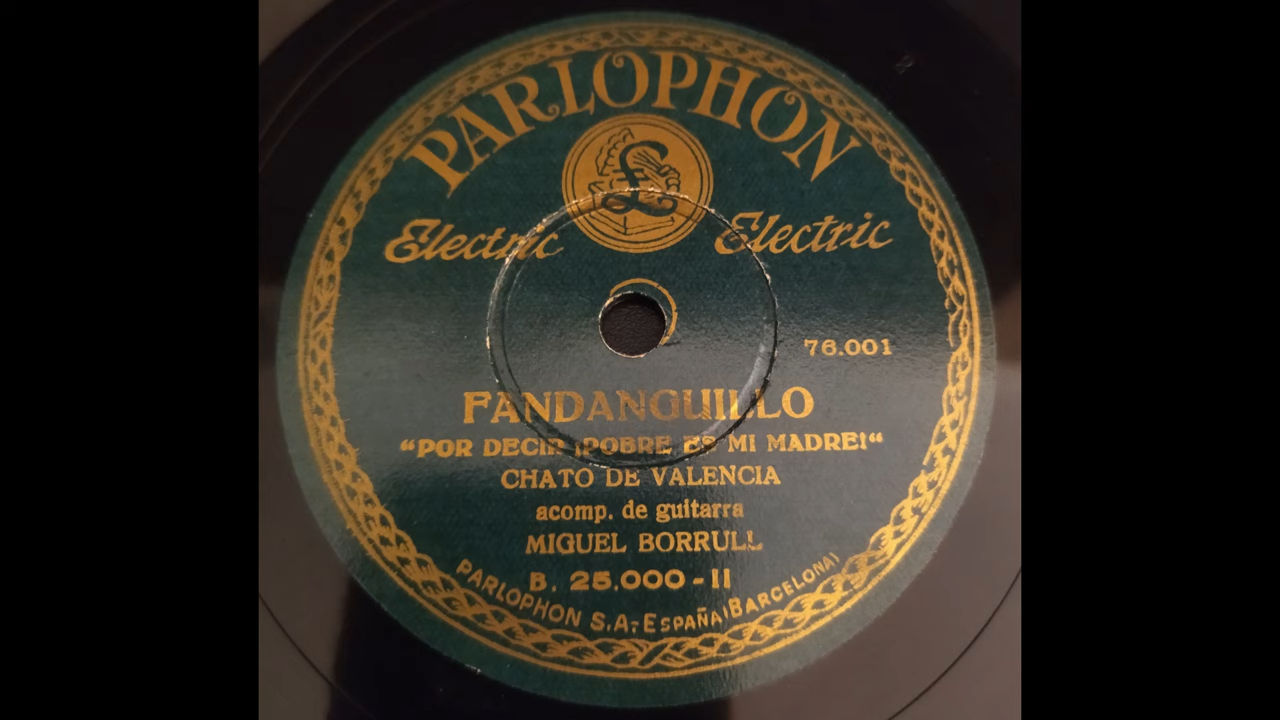 PARLOPHON
£
Electric Electric
76.001
FANDANGUILLO
“POR DECIR ¡POBRE ES MI MADRE!“
CHATO DE VALENCIA
acomp. de guitarra
MIGUEL BORRULL
B. 25.000-II
PARLOPHON S.A.-ESPAÑA (BARCELONA)